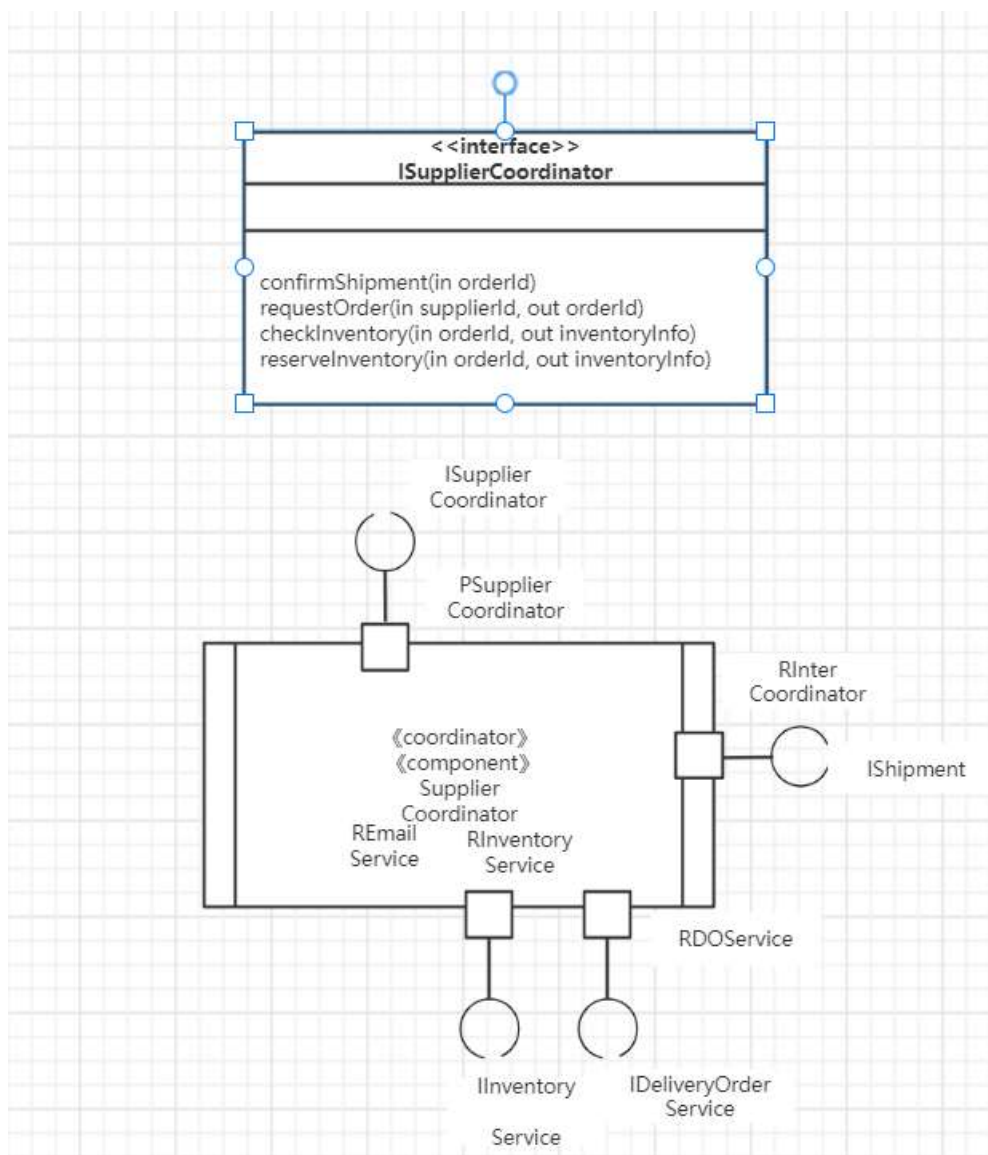 <<interface>>
ISupplierCoordinator
confirmShipment(in orderId)
requestOrder(in supplierId, out orderId)
checkInventory(in orderId, out inventoryInfo)
reserveInventory(in orderId, out inventoryInfo)
ISupplier
Coordinator
PSupplier
Coordinator
RInter
Coordinator
IShipment
《coordinator》
《component》
Supplier
Coordinator
REmail
Service
RInventory
Service
RDOService
IInventory
Service
IDeliveryOrder
Service